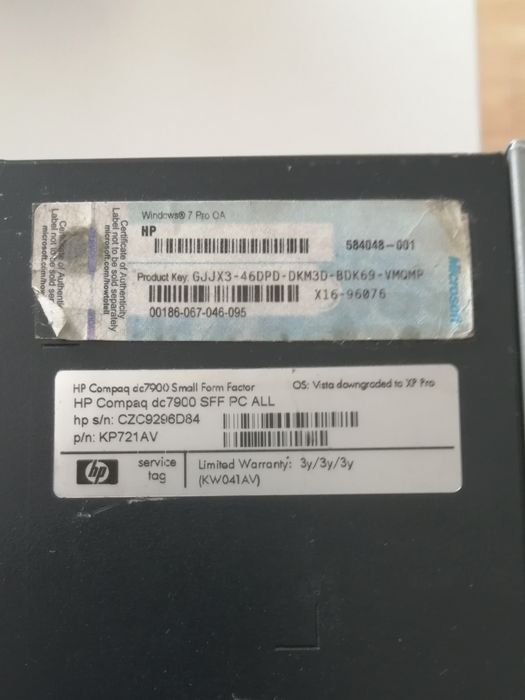 Certificate of Authenticity
Label not to be sold separately
microsoft.com/howtotell
Windows® 7 Pro OA
HP
584048-001
Product Key: GJJX3-46DPD-DKM3D-BDK69-VMQMP
X16-96076
00186-067-046-095
Microsoft
HP Compaq dc7900 Small Form Factor OS: Vista downgraded to XP Pro
HP Compaq dc7900 SFF PC ALL
hp s/n: CZC9296D84
p/n: KP721AV
hp
service tag
Limited Warranty: 3y/3y/3y
(KW041AV)